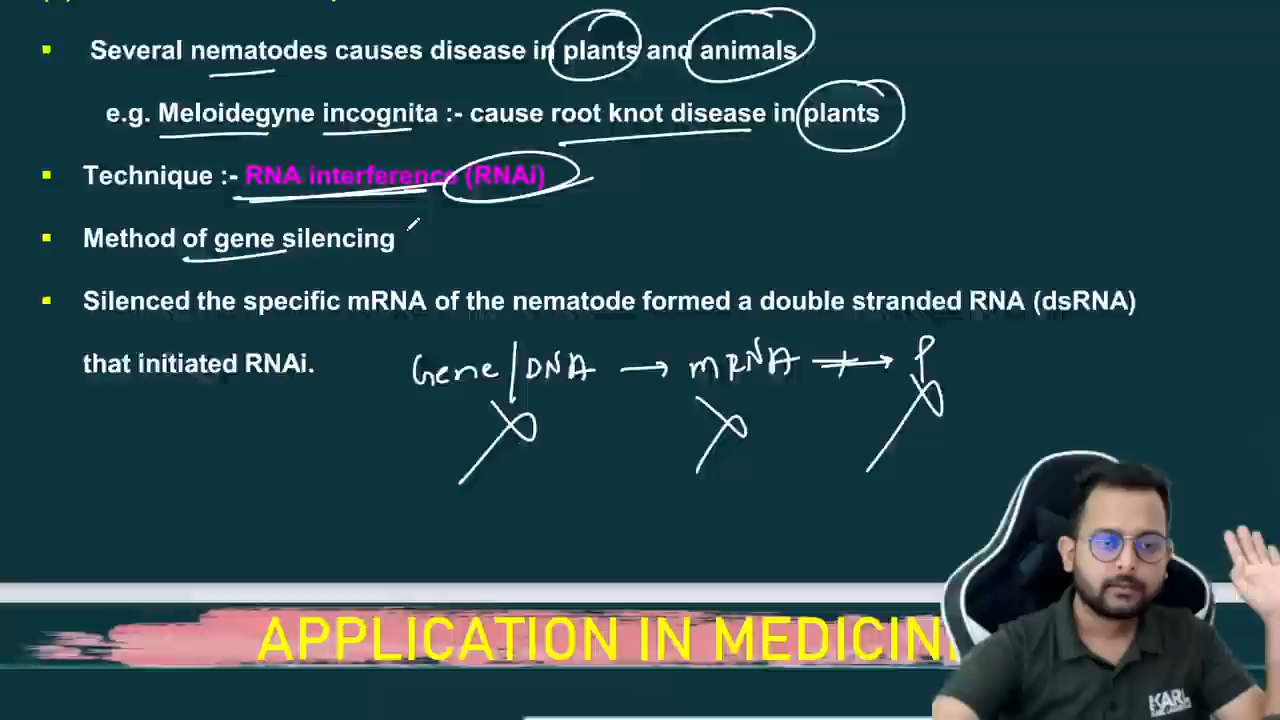 Several nematodes causes disease in plants and animals
e.g. Meloidegyne incognita :- cause root knot disease in plants
Technique :- RNA interference (RNAi)
Method of gene silencing
Silenced the specific mRNA of the nematode formed a double stranded RNA (dsRNA)
that initiated RNAi.
Gene/DNA → mRNA → P
APPLICATION IN MEDICIN